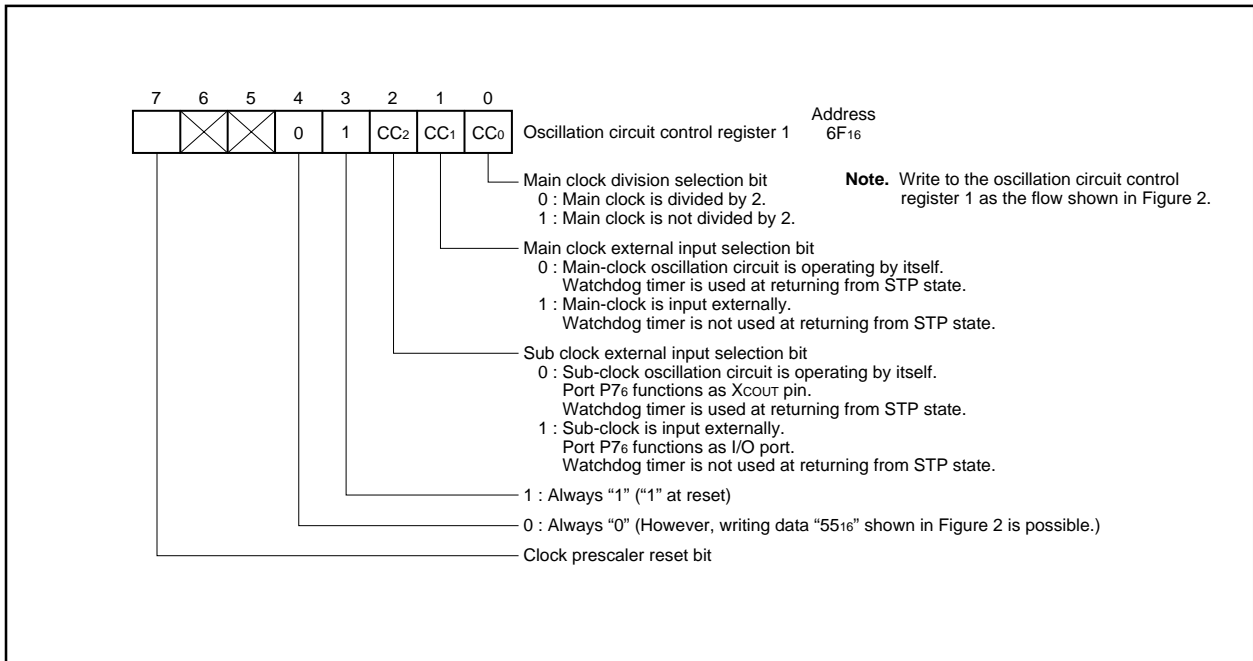 7 6 5 4 3 2 1 0
0 1 CC2 CC1 CC0 Oscillation circuit control register 1
Address
6F16
Main clock division selection bit
0 : Main clock is divided by 2.
1 : Main clock is not divided by 2.
Note. Write to the oscillation circuit control
register 1 as the flow shown in Figure 2.
Main clock external input selection bit
0 : Main-clock oscillation circuit is operating by itself.
Watchdog timer is used at returning from STP state.
1 : Main-clock is input externally.
Watchdog timer is not used at returning from STP state.
Sub clock external input selection bit
0 : Sub-clock oscillation circuit is operating by itself.
Port P76 functions as XCOUT pin.
Watchdog timer is used at returning from STP state.
1 : Sub-clock is input externally.
Port P76 functions as I/O port.
Watchdog timer is not used at returning from STP state.
1 : Always “1” (“1” at reset)
0 : Always “0” (However, writing data “5516” shown in Figure 2 is possible.)
Clock prescaler reset bit